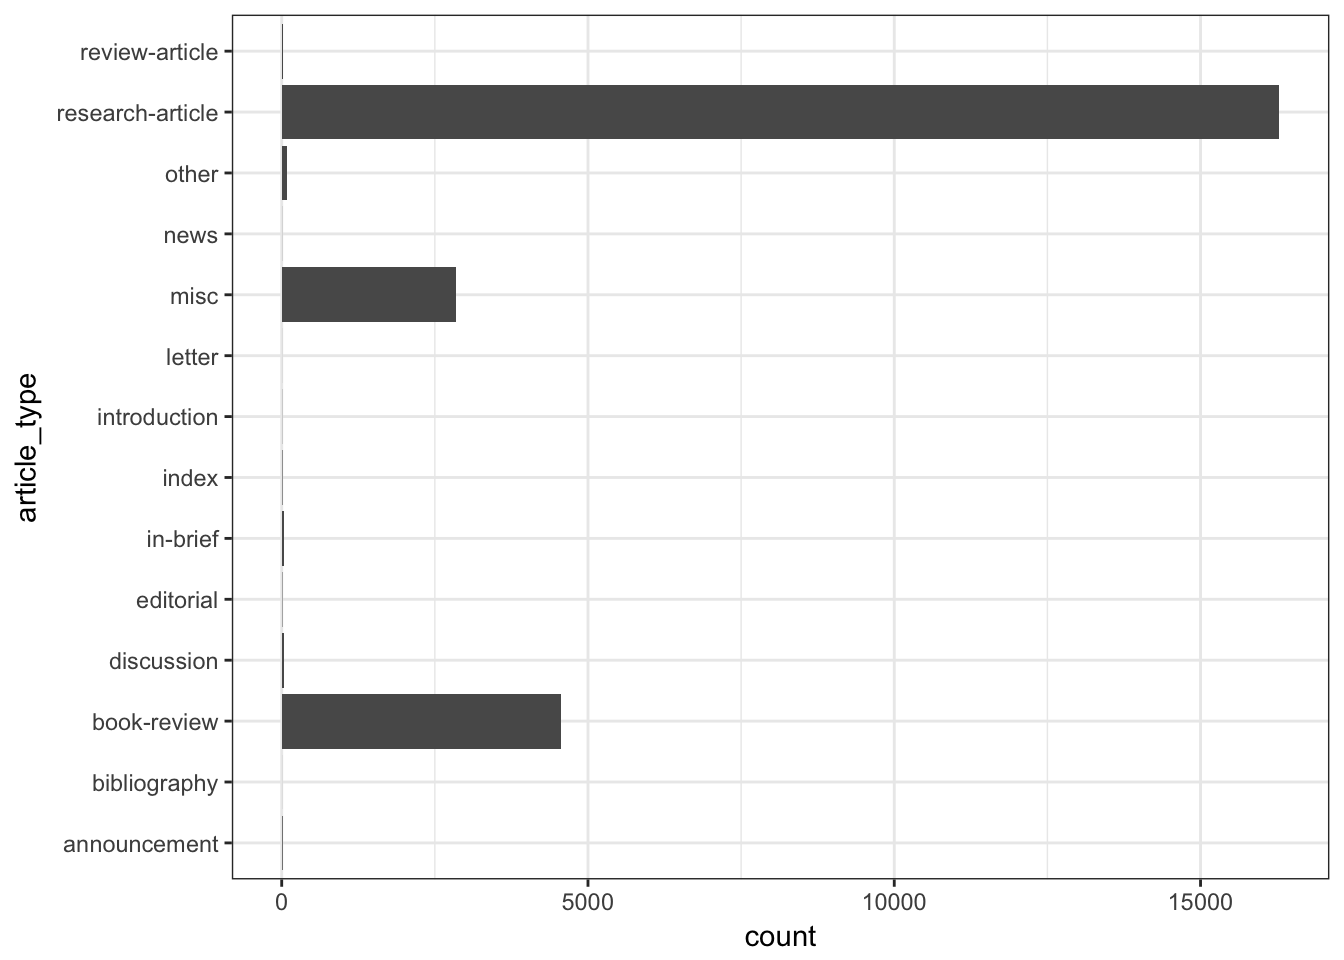 review-article
research-article
other
news
misc
letter
introduction
index
in-brief
editorial
discussion
book-review
bibliography
announcement
article_type
0 5000 10000 15000
count